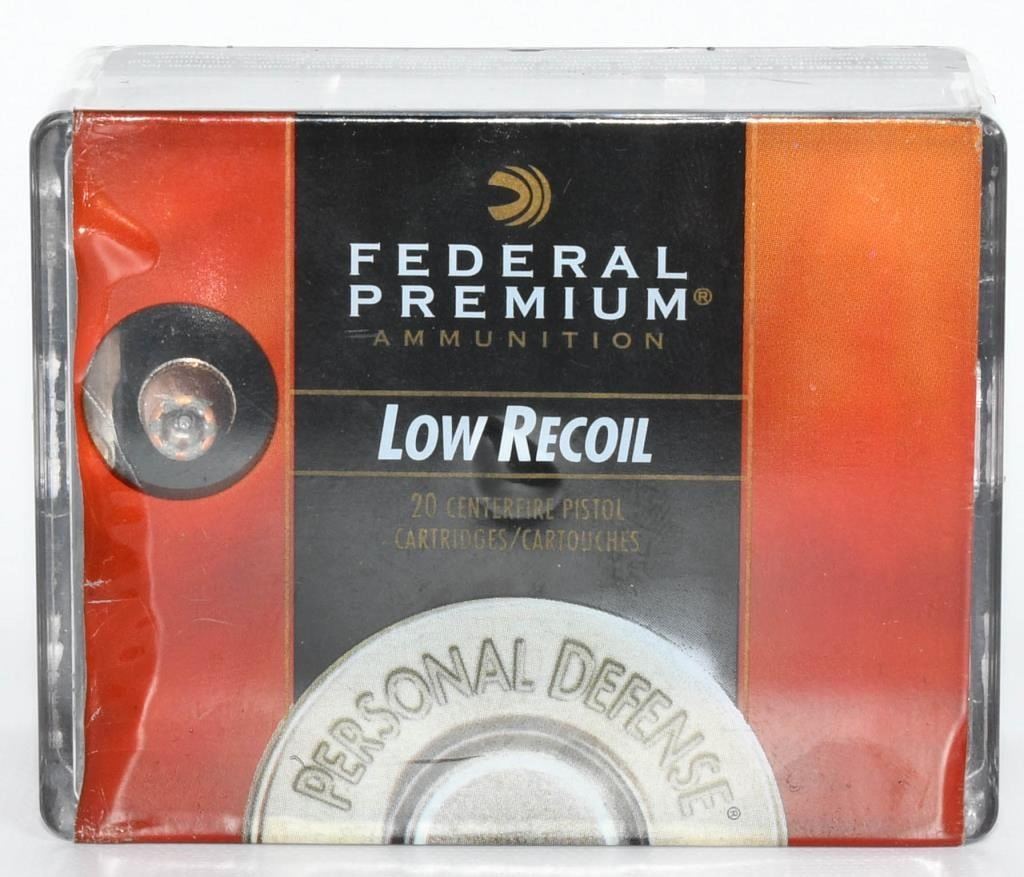 FEDERAL
PREMIUM®
AMMUNITION
LOW RECOIL
20 CENTERFIRE PISTOL
CARTRIDGES/CARTOUCHES
PERSONAL DEFENSE®